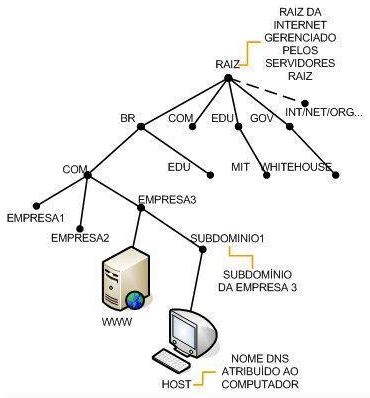 RAIZ DA
INTERNET
GERENCIADO
PELOS
SERVIDORES
RAIZ
RAIZ
INT/NET/ORG...
BR
COM
EDU
GOV
COM
EDU
MIT
WHITEHOUSE
EMPRESA1
EMPRESA2
EMPRESA3
SUBDOMINIO1
SUBDOMÍNIO
DA EMPRESA 3
WWW
HOST
NOME DNS
ATRIBUÍDO AO
COMPUTADOR